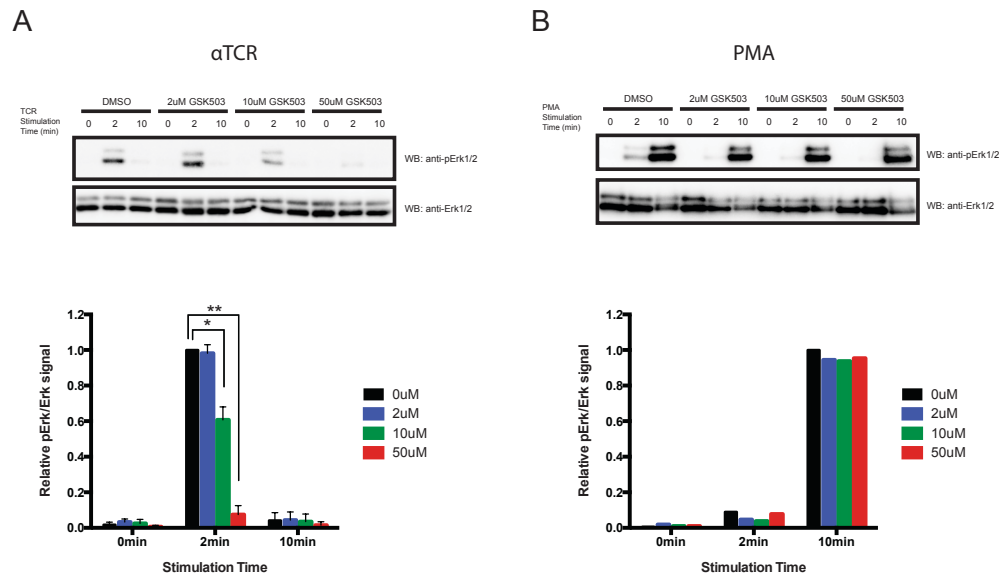 A
αTCR
DMSO 2uM GSK503 10uM GSK503 50uM GSK503
TCR
Stimulation
Time (min)
0 2 10 0 2 10 0 2 10 0 2 10
WB: anti-pErk1/2
WB: anti-Erk1/2
Relative pErk/Erk signal
1.2
1.0
0.8
0.6
0.4
0.2
0.0
**
*
0uM
2uM
10uM
50uM
0min 2min 10min
Stimulation Time
B
PMA
DMSO 2uM GSK503 10uM GSK503 50uM GSK503
PMA
Stimulation
Time (min)
0 2 10 0 2 10 0 2 10 0 2 10
WB: anti-pErk1/2
WB: anti-Erk1/2
Relative pErk/Erk signal
1.2
1.0
0.8
0.6
0.4
0.2
0.0
0uM
2uM
10uM
50uM
0min 2min 10min
Stimulation Time